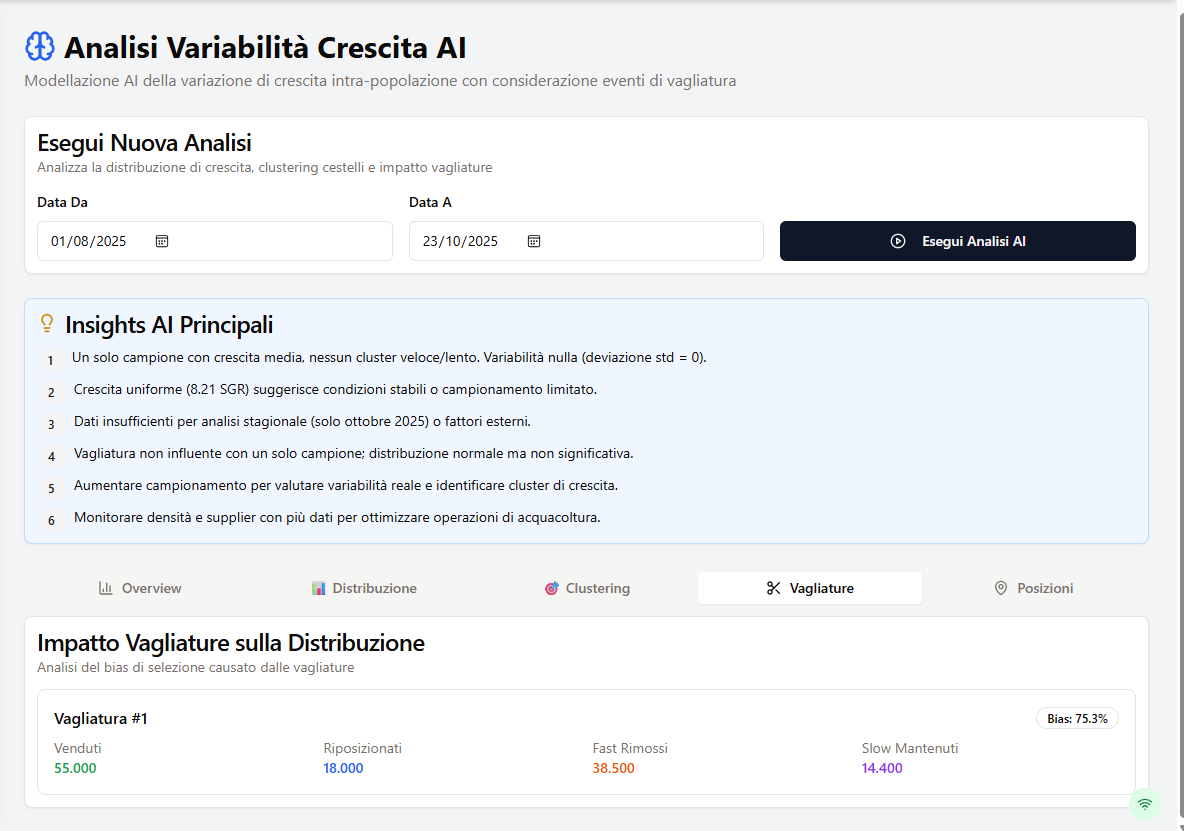 Analisi Variabilità Crescita AI
Modellazione AI della variazione di crescita intra-popolazione con considerazione eventi di vagliatura
Esegui Nuova Analisi
Analizza la distribuzione di crescita, clustering cestelli e impatto vagliature
Data Da
Data A
01/08/2025
23/10/2025
Esegui Analisi AI
Insights AI Principali
1 Un solo campione con crescita media, nessun cluster veloce/lento. Variabilità nulla (deviazione std = 0).
2 Crescita uniforme (8.21 SGR) suggerisce condizioni stabili o campionamento limitato.
3 Dati insufficienti per analisi stagionale (solo ottobre 2025) o fattori esterni.
4 Vagliatura non influente con un solo campione; distribuzione normale ma non significativa.
5 Aumentare campionamento per valutare variabilità reale e identificare cluster di crescita.
6 Monitorare densità e supplier con più dati per ottimizzare operazioni di acquacoltura.
Overview
Distribuzione
Clustering
Vagliature
Posizioni
Impatto Vagliature sulla Distribuzione
Analisi del bias di selezione causato dalle vagliature
Vagliatura #1
Bias: 75.3%
Venduti
Riposizionati
Fast Rimossi
Slow Mantenuti
55.000
18.000
38.500
14.400